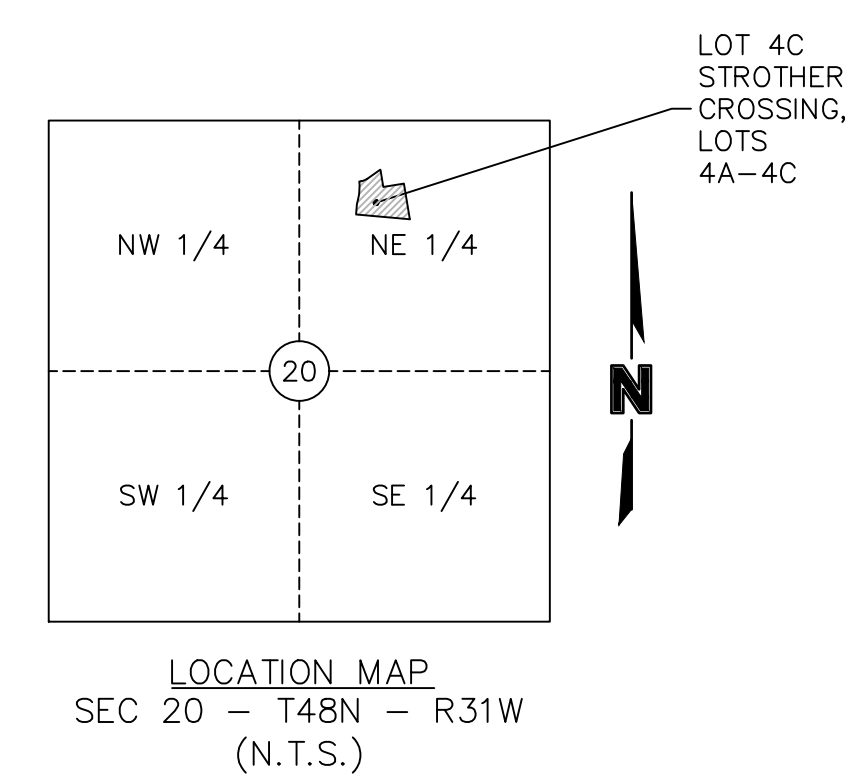 LOT 4C
STROTHER
CROSSING,
LOTS
4A–4C
NW 1/4
NE 1/4
20
N
SW 1/4
SE 1/4
LOCATION MAP
SEC 20 – T48N – R31W
(N.T.S.)